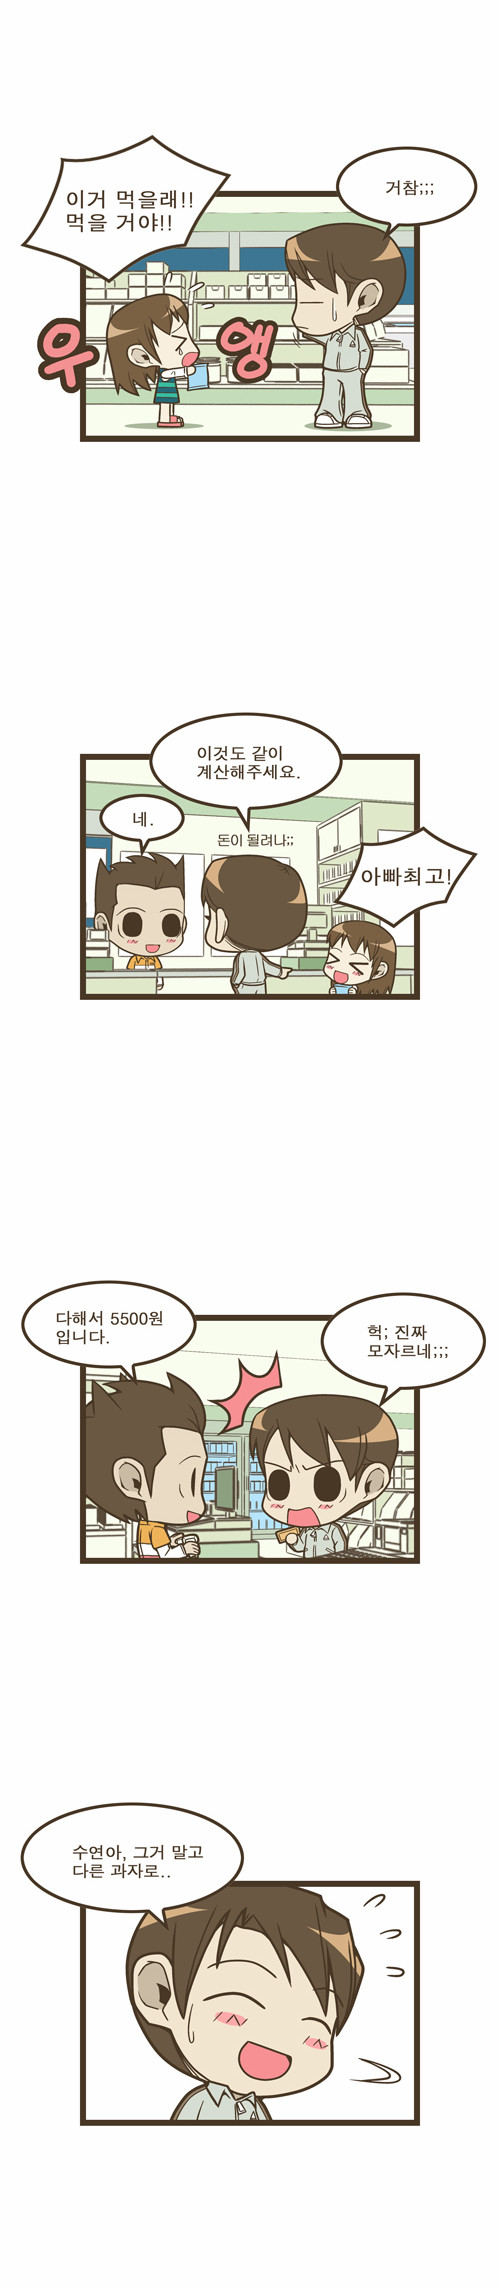 이거 먹을래!!
먹을 거야!!
거참;;;
우
앵
이것도 같이
계산해주세요.
네.
돈이 될려나;;
아빠최고!
다해서 5500원
입니다.
헉; 진짜
모자르네;;;
수연아, 그거 말고
다른 과자로..